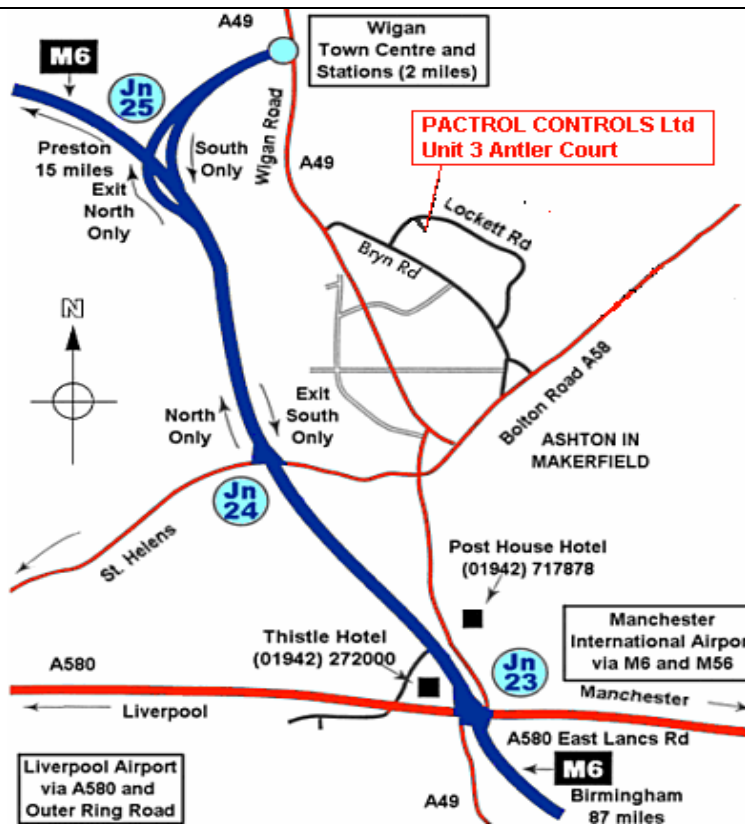 A49
Wigan
Town Centre and
Stations (2 miles)
M6
Jn
25
PACTROL CONTROLS Ltd
Unit 3 Antler Court
Preston
15 miles
South
Only
Wigan Road
A49
Exit
North
Only
Lockett Rd
Bryn Rd
N
North
Only
Exit
South
Only
Bolton Road A58
ASHTON IN
MAKERFIELD
Jn
24
St. Helens
Post House Hotel
(01942) 717878
Thistle Hotel
(01942) 272000
Manchester
International Airport
via M6 and M56
A580
Jn
23
Manchester
Liverpool
A580 East Lancs Rd
Liverpool Airport
via A580 and
Outer Ring Road
M6
A49
Birmingham
87 miles